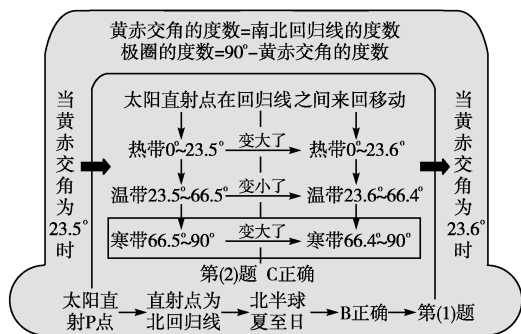 黄赤交角的度数=南北回归线的度数
极圈的度数=90°-黄赤交角的度数
当黄赤交角为23.5°时
太阳直射点在回归线之间来回移动
热带0°~23.5° 变大了 热带0°~23.6°
温带23.5°~66.5° 变小了 温带23.6°~66.4°
寒带66.5°~90° 变大了 寒带66.4°~90°
第(2)题 C正确
当黄赤交角为23.6°时
太阳直射P点 直射点为北回归线 北半球夏至日 B正确 第(1)题